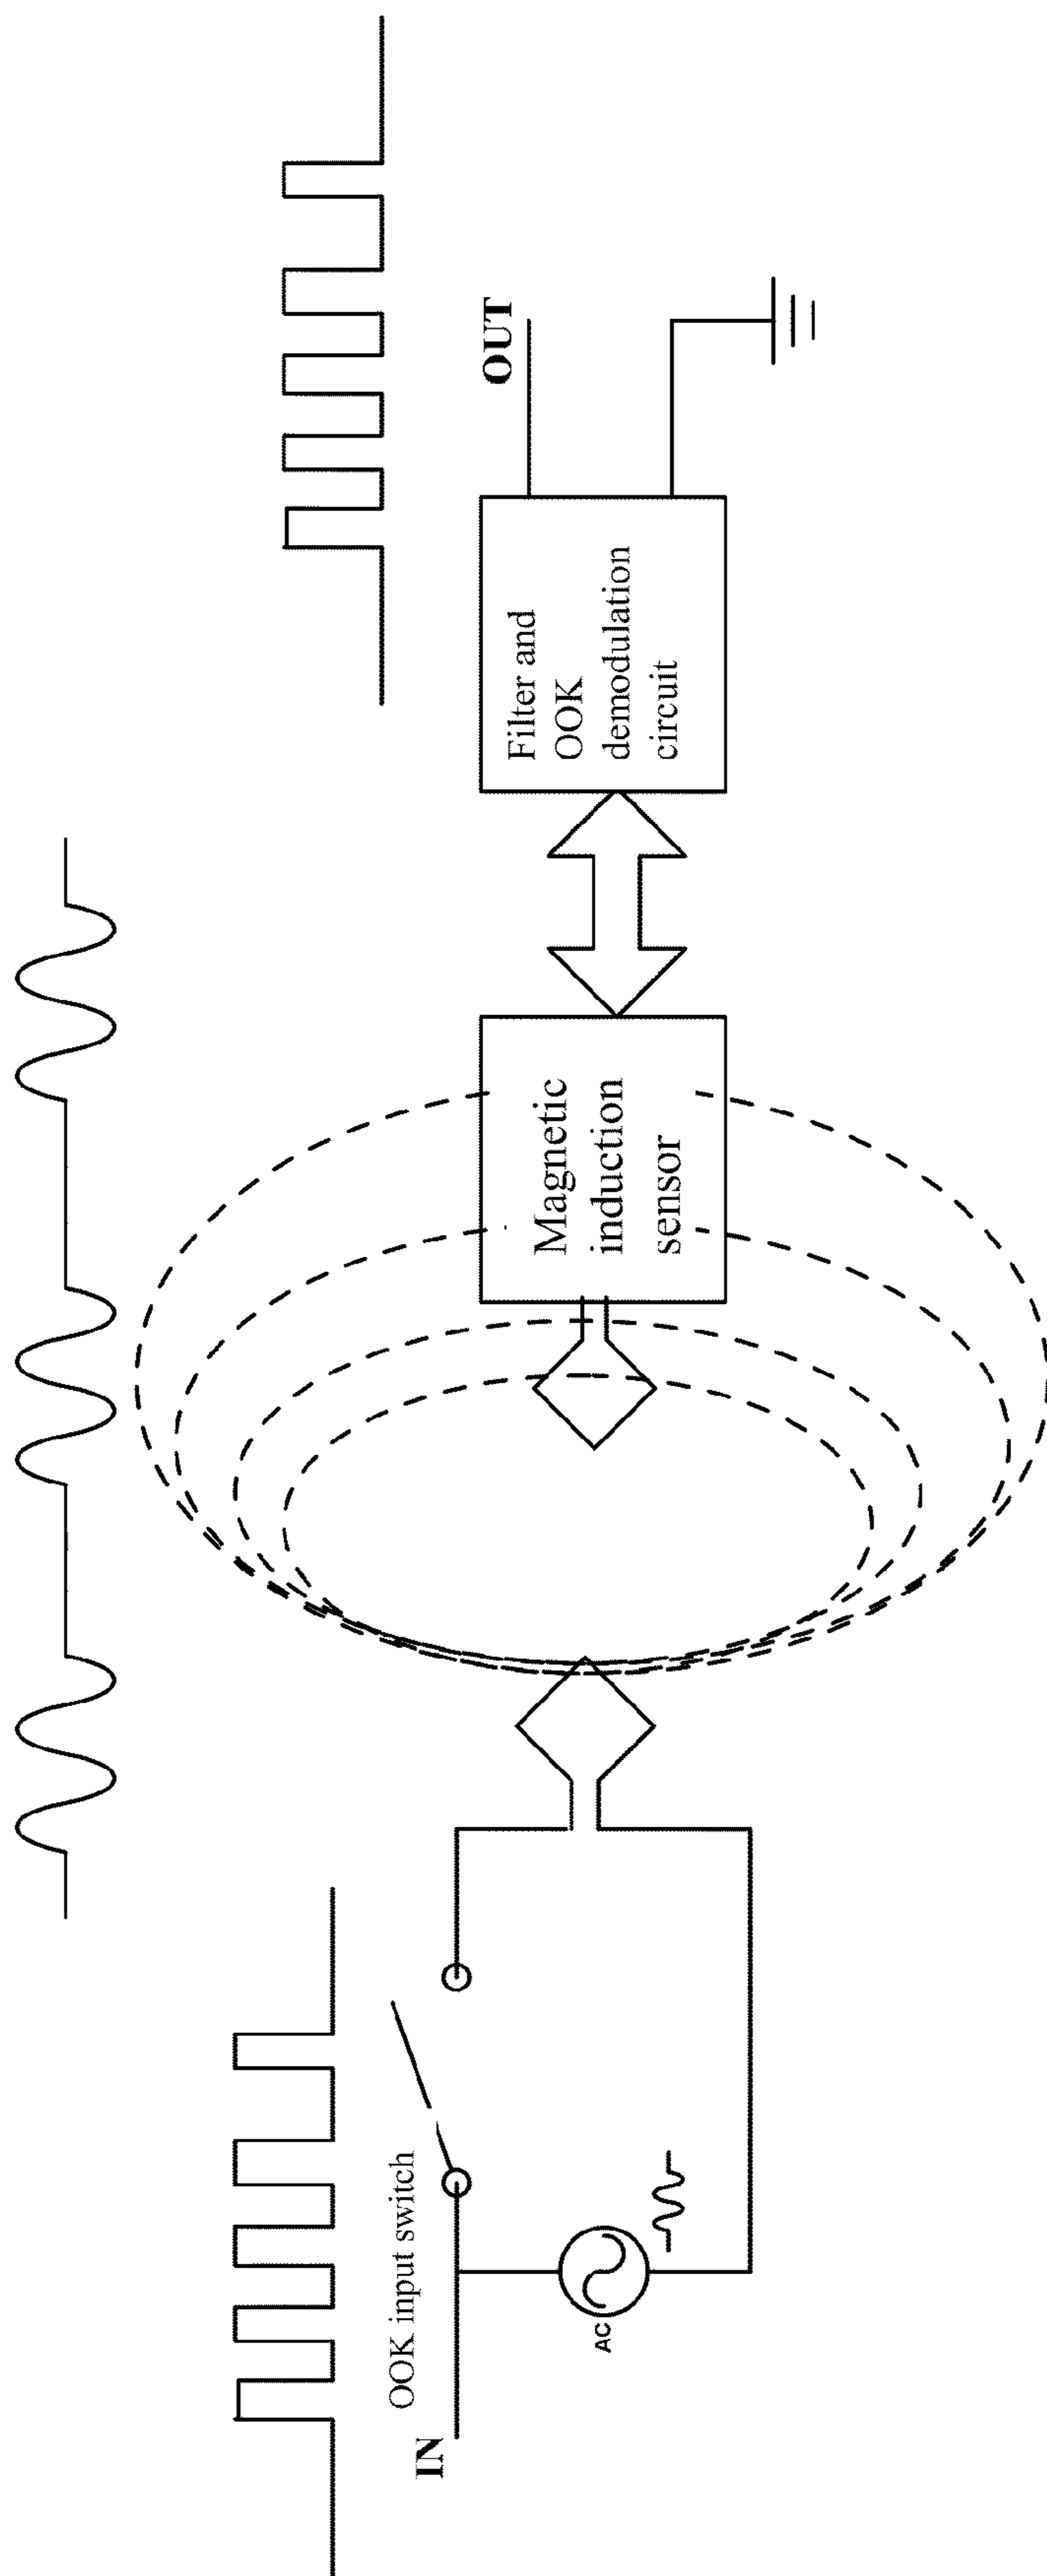 IN
OOK input switch
AC
Magnetic
induction
sensor
Filter and
OOK
demodulation
circuit
OUT